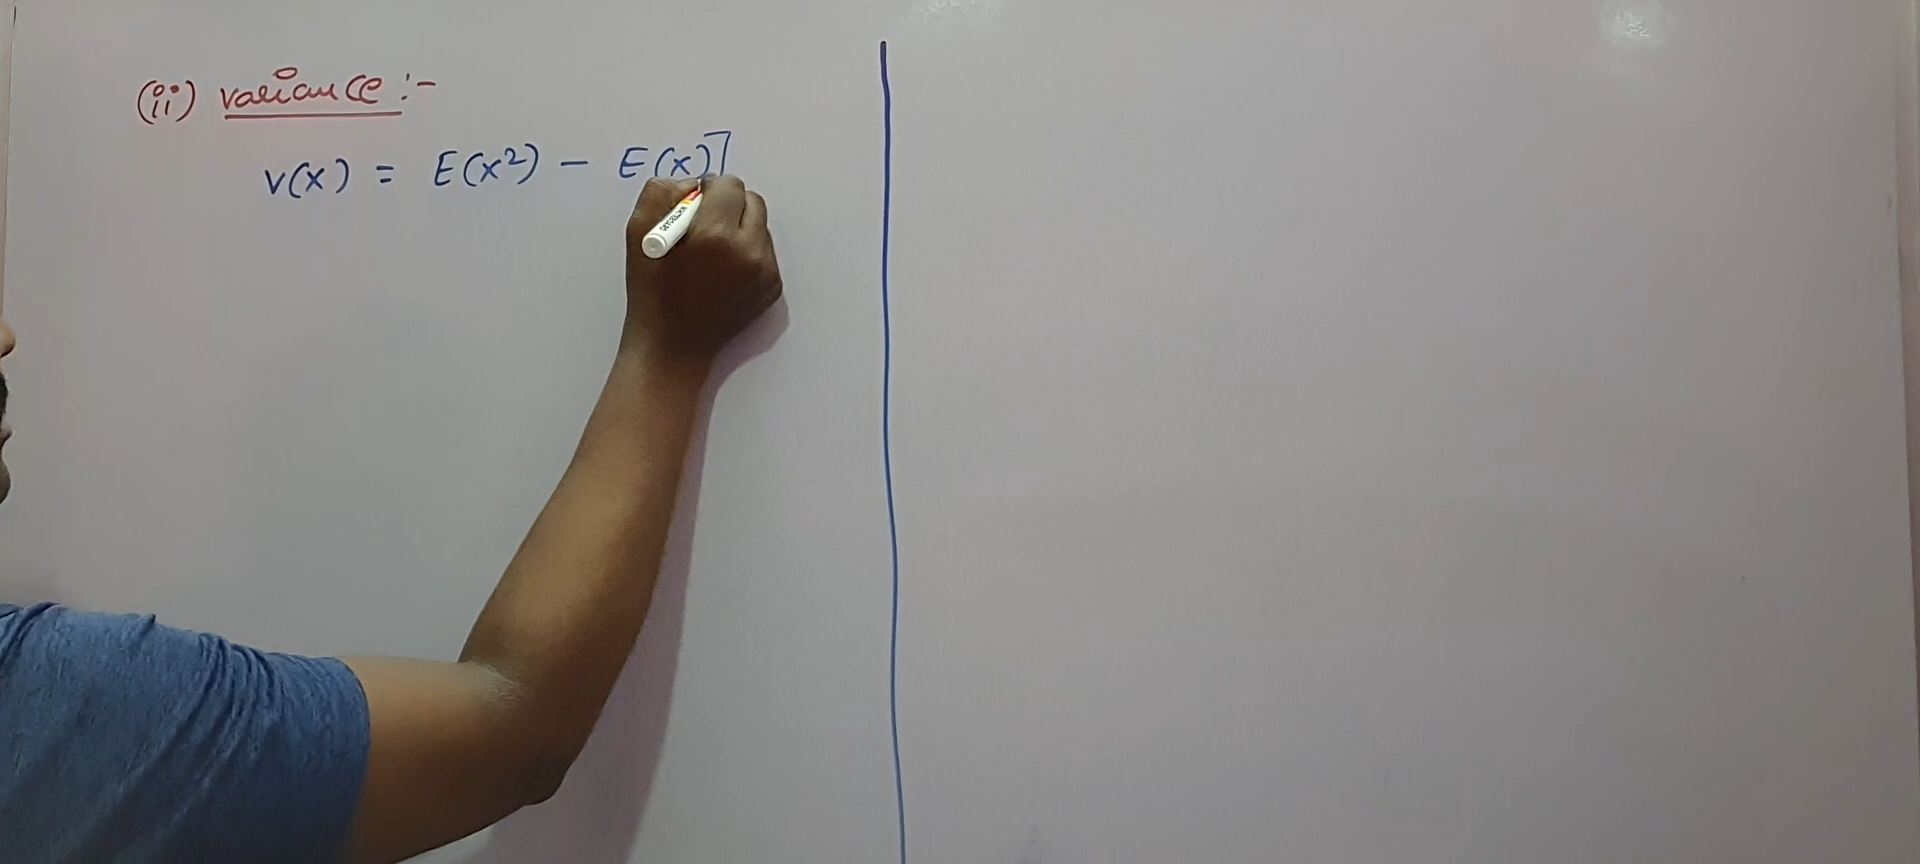 (ii) variance :-
V(x) = E(x²) - E(x)]